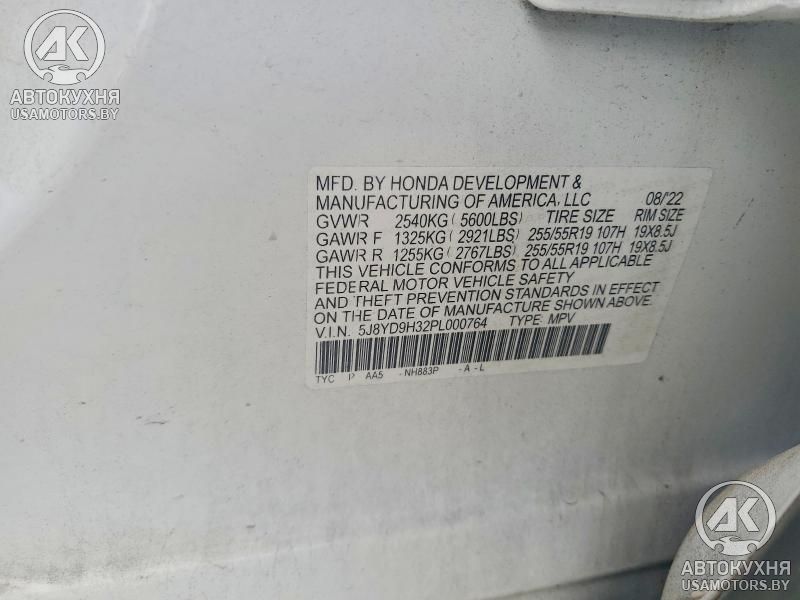 AK
АВТОКУХНЯ
USAMOTORS.BY
MFD. BY HONDA DEVELOPMENT &
MANUFACTURING OF AMERICA, LLC 08/'22
GVWR 2540KG ( 5600LBS) TIRE SIZE RIM SIZE
GAWR F 1325KG ( 2921LBS) 255/55R19 107H 19X8.5J
GAWR R 1255KG ( 2767LBS) 255/55R19 107H 19X8.5J
THIS VEHICLE CONFORMS TO ALL APPLICABLE
FEDERAL MOTOR VEHICLE SAFETY
AND THEFT PREVENTION STANDARDS IN EFFECT
ON THE DATE OF MANUFACTURE SHOWN ABOVE.
V.I.N. 5J8YD9H32PL000764 TYPE: MPV
TYC P AA5 - NH883P - A - L
AK
АВТОКУХНЯ
USAMOTORS.BY